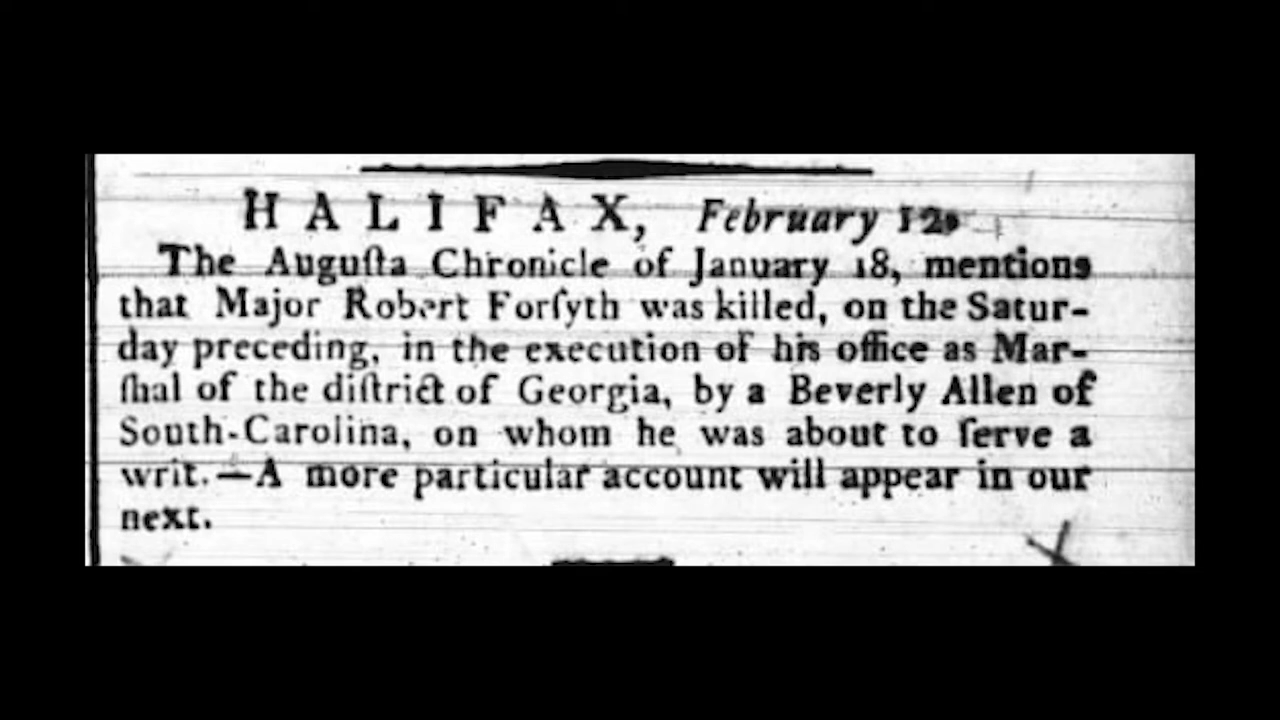 HALIFAX, February 12.
The Auguſta Chronicle of January 18, mentions
that Major Robert Forſyth was killed, on the Satur-
day preceding, in the execution of his office as Mar-
ſhal of the diſtrict of Georgia, by a Beverly Allen of
South-Carolina, on whom he was about to ſerve a
writ.—A more particular account will appear in our
next.